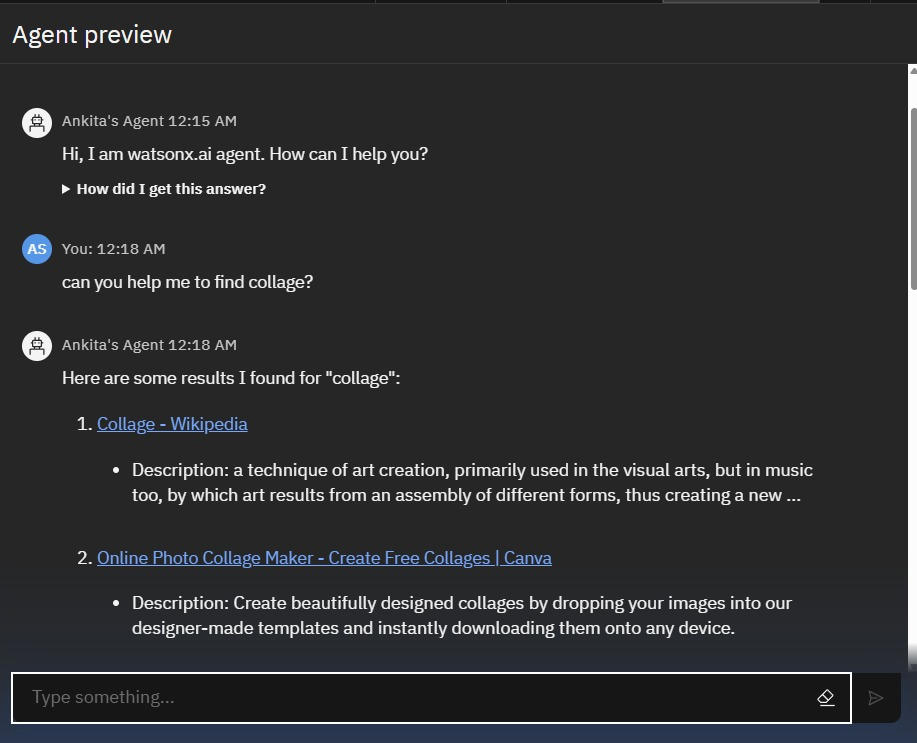 Agent preview
Ankita's Agent 12:15 AM
Hi, I am watsonx.ai agent. How can I help you?
How did I get this answer?
AS
You: 12:18 AM
can you help me to find collage?
Ankita's Agent 12:18 AM
Here are some results I found for "collage":
1. Collage - Wikipedia
• Description: a technique of art creation, primarily used in the visual arts, but in music
too, by which art results from an assembly of different forms, thus creating a new ...
2. Online Photo Collage Maker - Create Free Collages | Canva
• Description: Create beautifully designed collages by dropping your images into our
designer-made templates and instantly downloading them onto any device.
Type something...